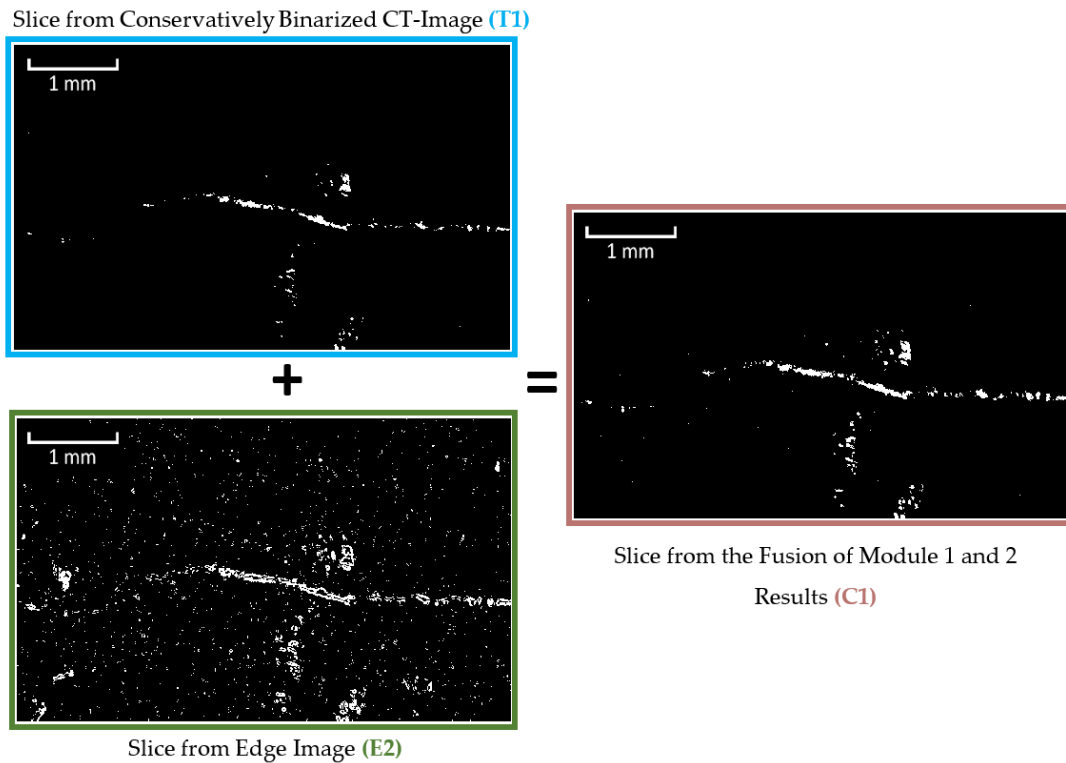 Slice from Conservatively Binarized CT-Image (T1)
1 mm
+
=
1 mm
1 mm
Slice from the Fusion of Module 1 and 2
Results (C1)
Slice from Edge Image (E2)